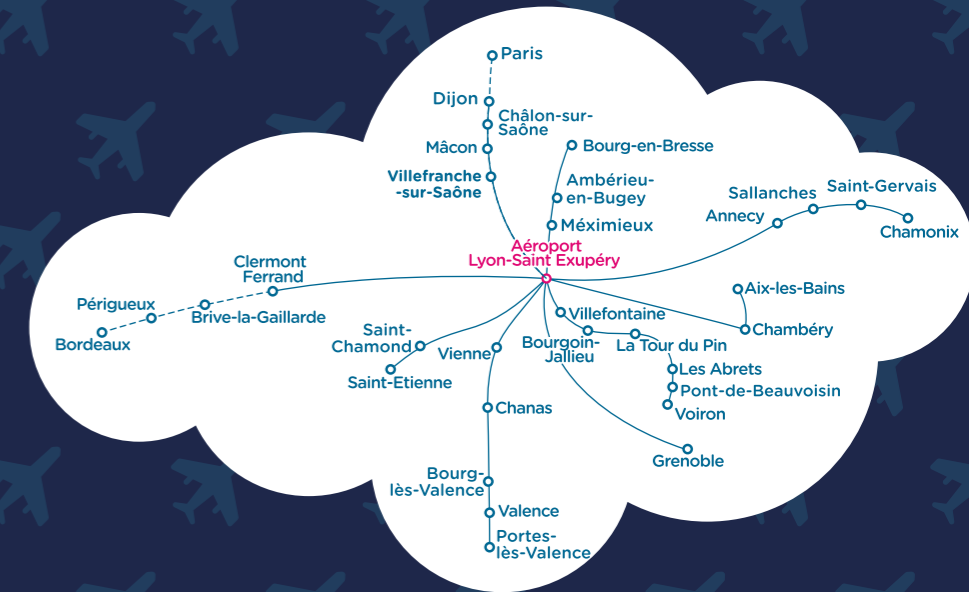 Paris
Dijon
Châlon-sur-
Saône
Mâcon
Bourg-en-Bresse
Villefranche
-sur-Saône
Ambérieu-
en-Bugey
Méximieux
Sallanches
Saint-Gervais
Annecy
Chamonix
Aéroport
Lyon-Saint Exupéry
Clermont
Ferrand
Périgueux
Brive-la-Gaillarde
Bordeaux
Aix-les-Bains
Chambéry
Villefontaine
Bourgoin-
Jallieu
La Tour du Pin
Les Abrets
Pont-de-Beauvoisin
Voiron
Grenoble
Saint-
Chamond
Saint-Etienne
Vienne
Chanas
Bourg-
lès-Valence
Valence
Portes-
lès-Valence